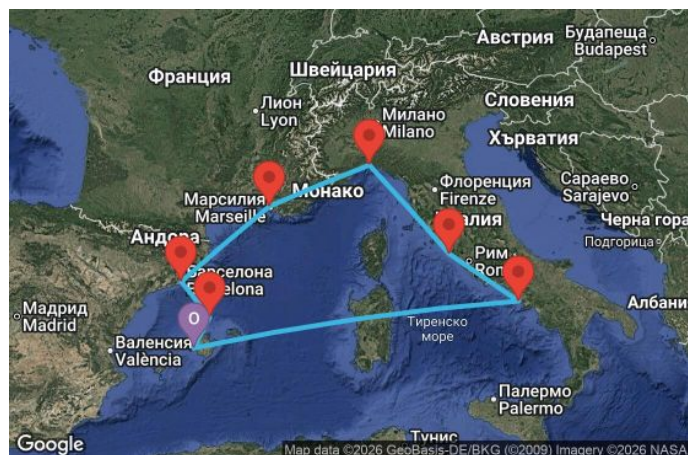 Австрия
Будапеща
Budapest
Франция
Швейцария
Лион
Lyon
Милано
Milano
Словения
Хърватия
Марсилия
Marseille
Монако
Флоренция
Firenze
Сараево
Sarajevo
Андора
Рим
Черна гора
Подгорица
Барселона
Мадрид
Madrid
O
Валенсия
València
Тиренско
море
Албани
Палермо
Palermo
Тунис
Google
Map data ©2026 GeoBasis-DE/BKG (©2009) Imagery ©2026 NASA